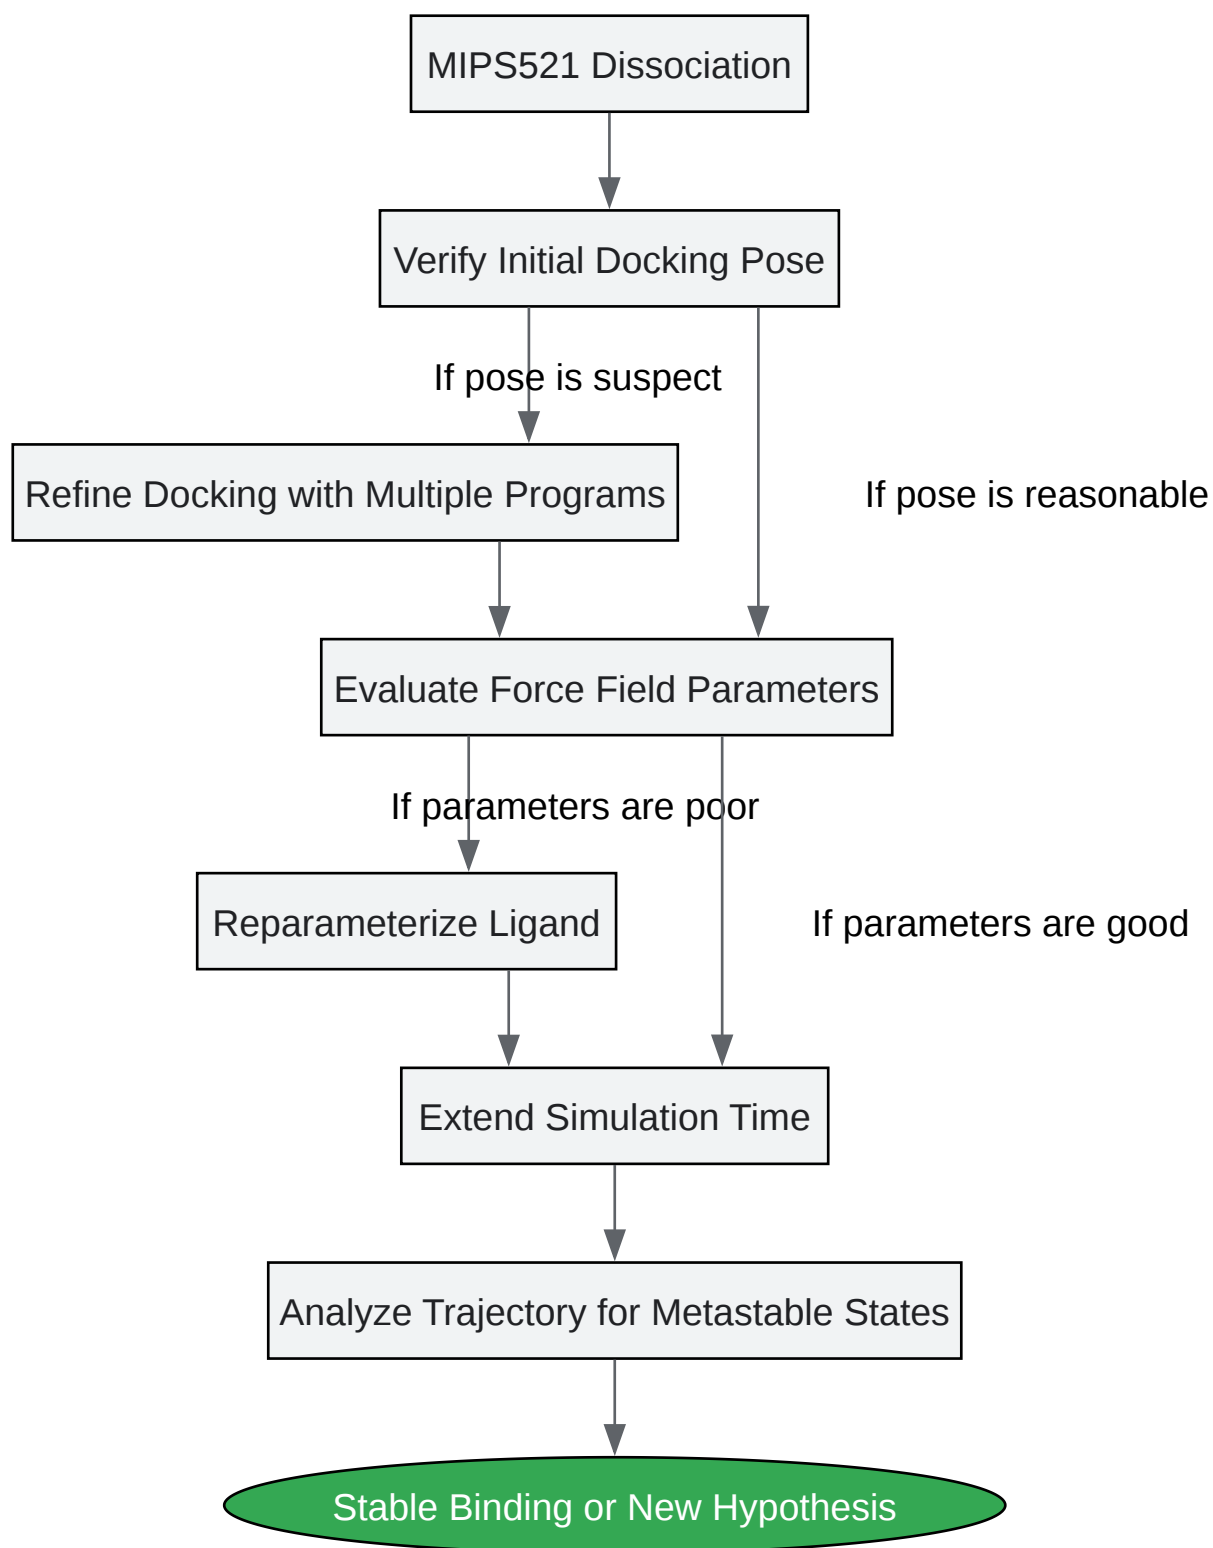 MIPS521 Dissociation
Verify Initial Docking Pose
If pose is suspect
Refine Docking with Multiple Programs
If pose is reasonable
Evaluate Force Field Parameters
If parameters are poor
Reparameterize Ligand
If parameters are good
Extend Simulation Time
Analyze Trajectory for Metastable States
Stable Binding or New Hypothesis